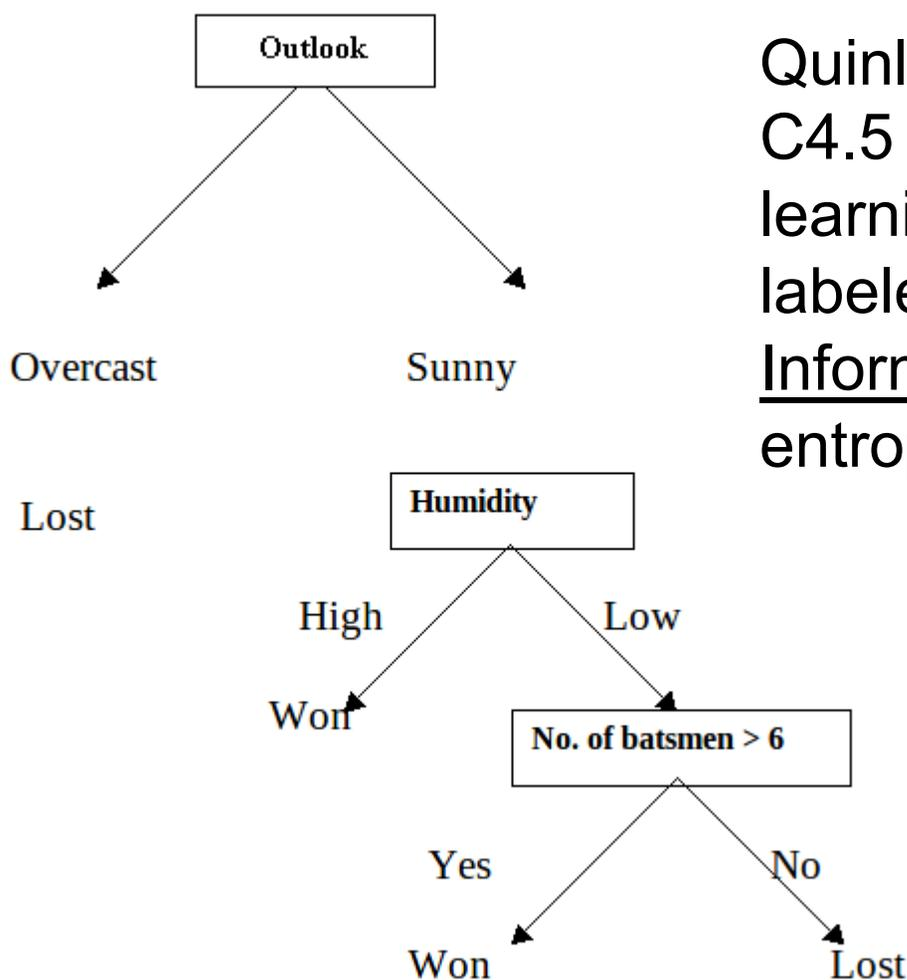 Outlook
Quinl
C4.5
learni
labele
Inforr
entro
Overcast
Sunny
Lost
Humidity
High
Low
Won
No. of batsmen > 6
Yes
No
Won
Lost